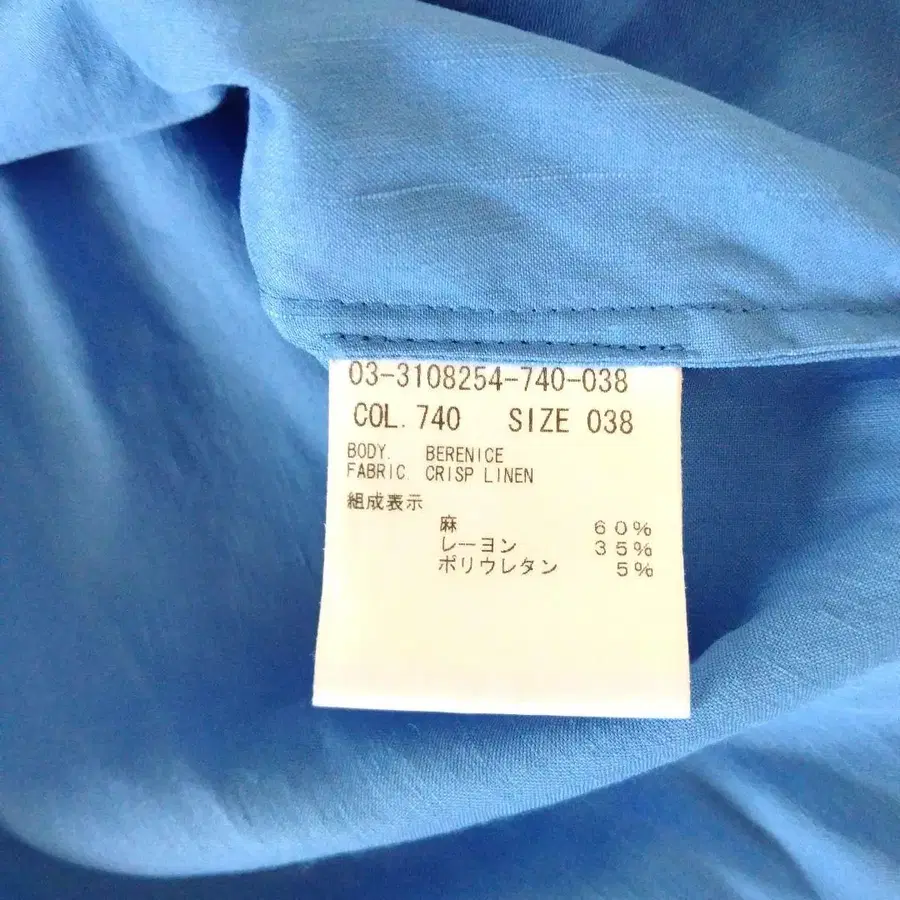 03-3108254-740-038
COL. 740 SIZE 038
BODY. BERENICE
FABRIC. CRISP LINEN
組成表示
麻 60%
レーヨン 35%
ポリウレタン 5%